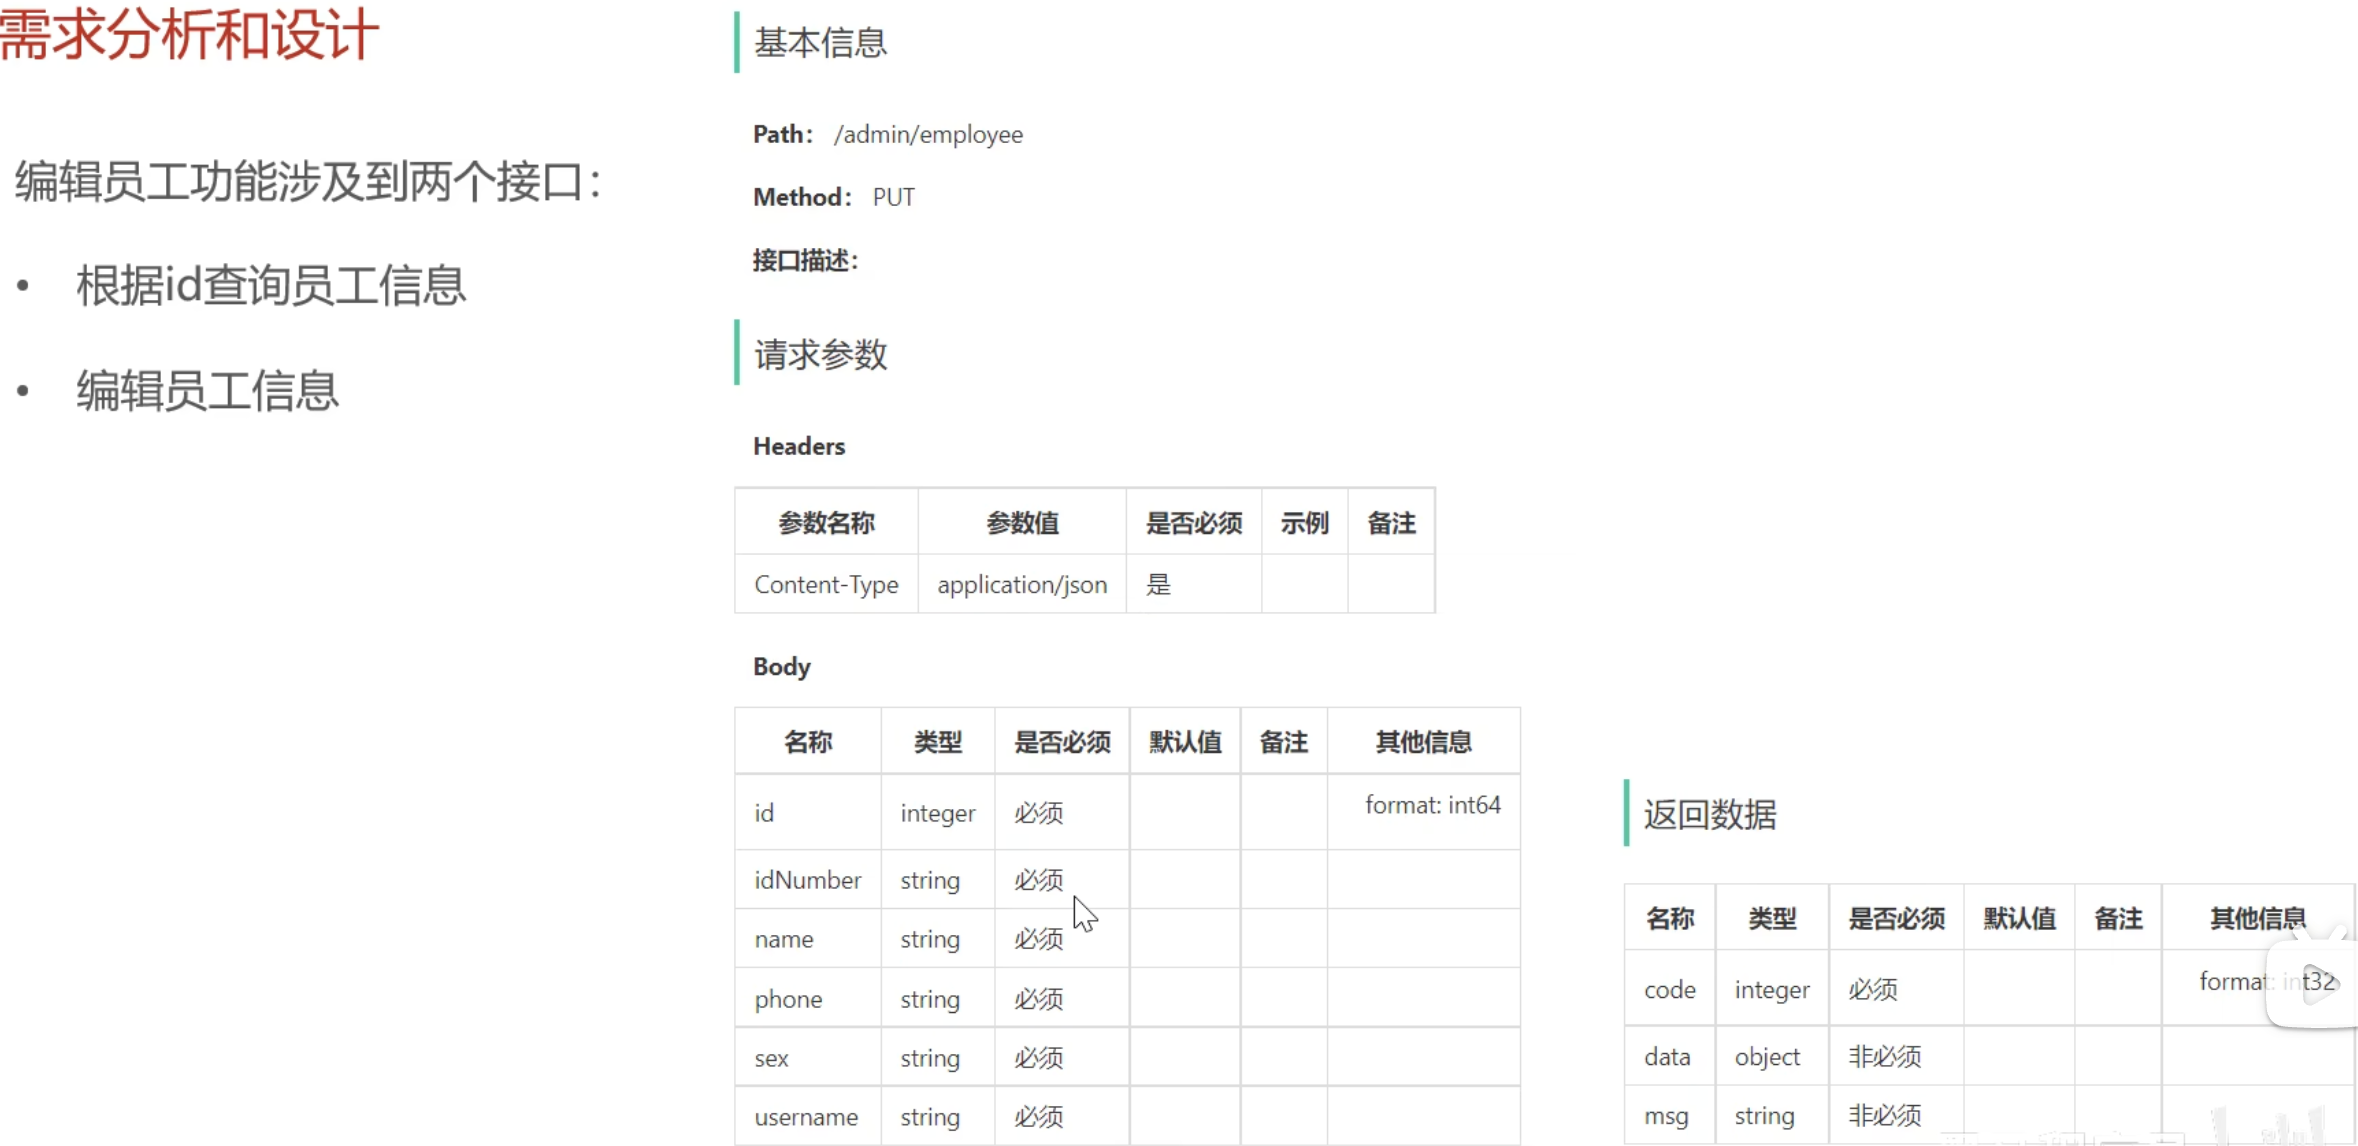 需求分析和设计
编辑员工功能涉及到两个接口：
• 根据id查询员工信息
• 编辑员工信息
基本信息
Path： /admin/employee
Method： PUT
接口描述：
请求参数
Headers
参数名称 参数值 是否必须 示例 备注
Content-Type application/json 是
Body
名称 类型 是否必须 默认值 备注 其他信息
id integer 必须 format: int64
idNumber string 必须
name string 必须
phone string 必须
sex string 必须
username string 必须
返回数据
名称 类型 是否必须 默认值 备注 其他信息
code integer 必须 format: int32
data object 非必须
msg string 非必须